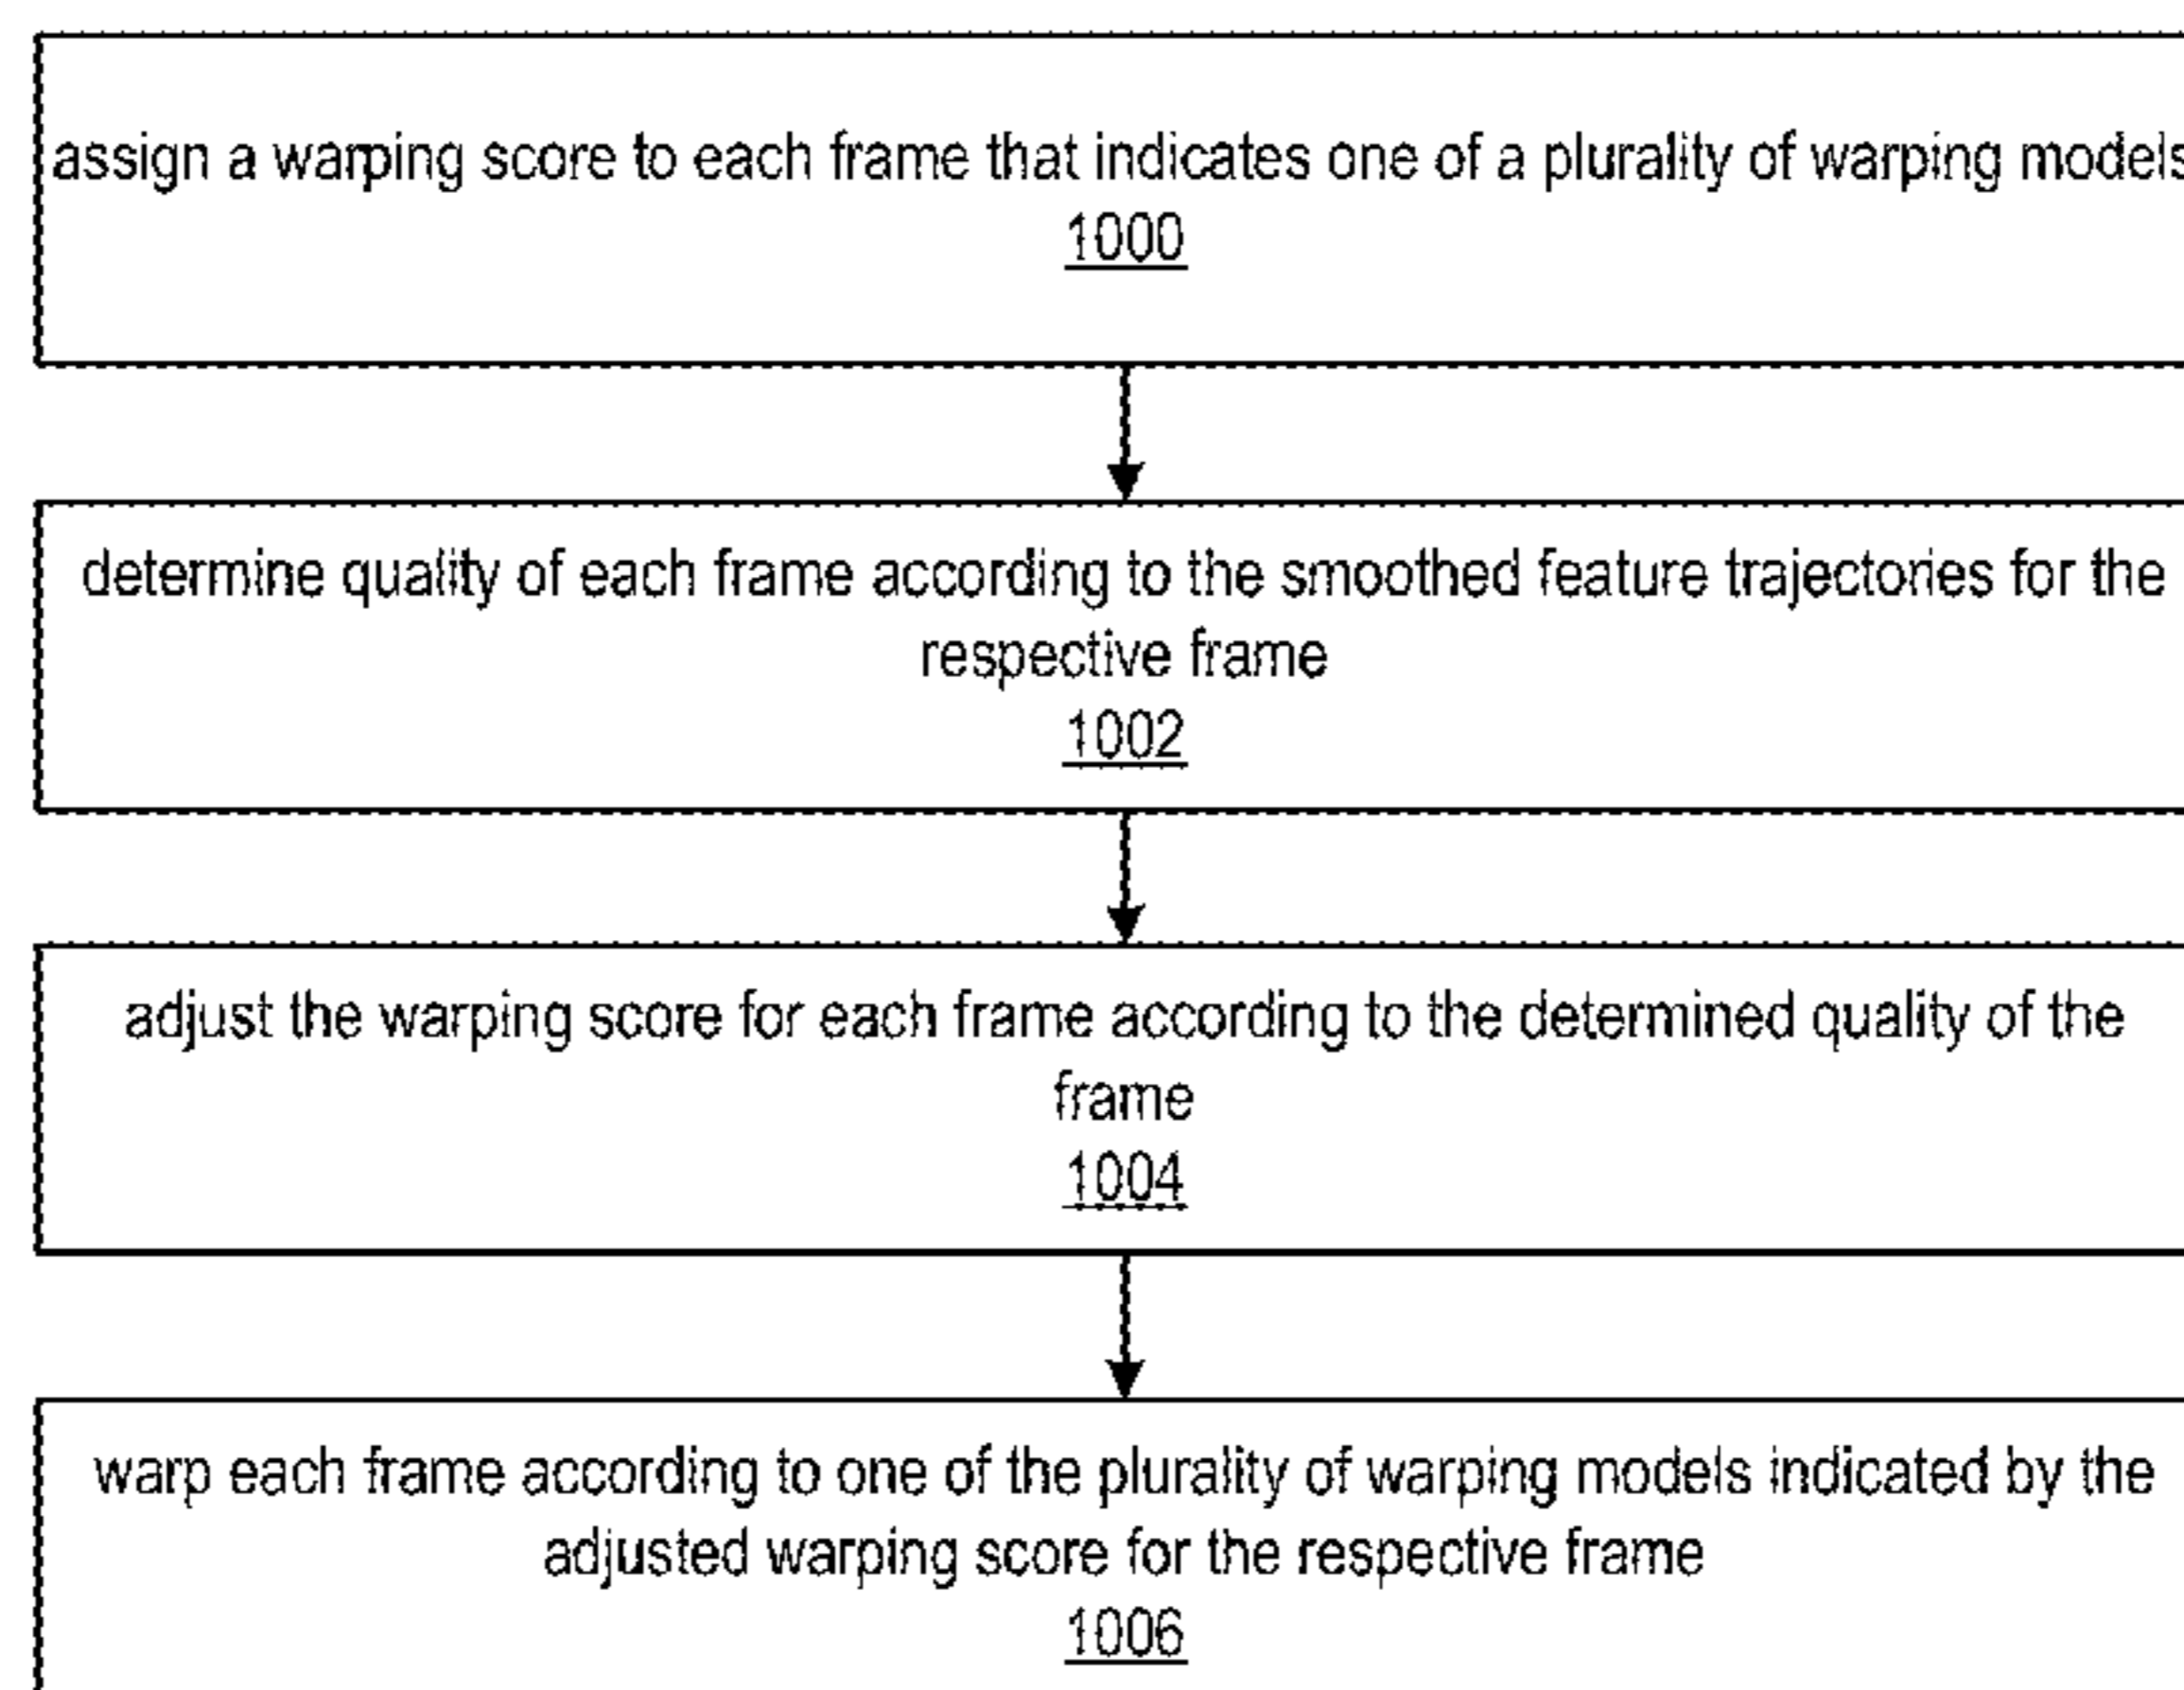 assign a warping score to each frame that indicates one of a plurality of warping models
1000
determine quality of each frame according to the smoothed feature trajectories for the
respective frame
1002
adjust the warping score for each frame according to the determined quality of the
frame
1004
warp each frame according to one of the plurality of warping models indicated by the
adjusted warping score for the respective frame
1006